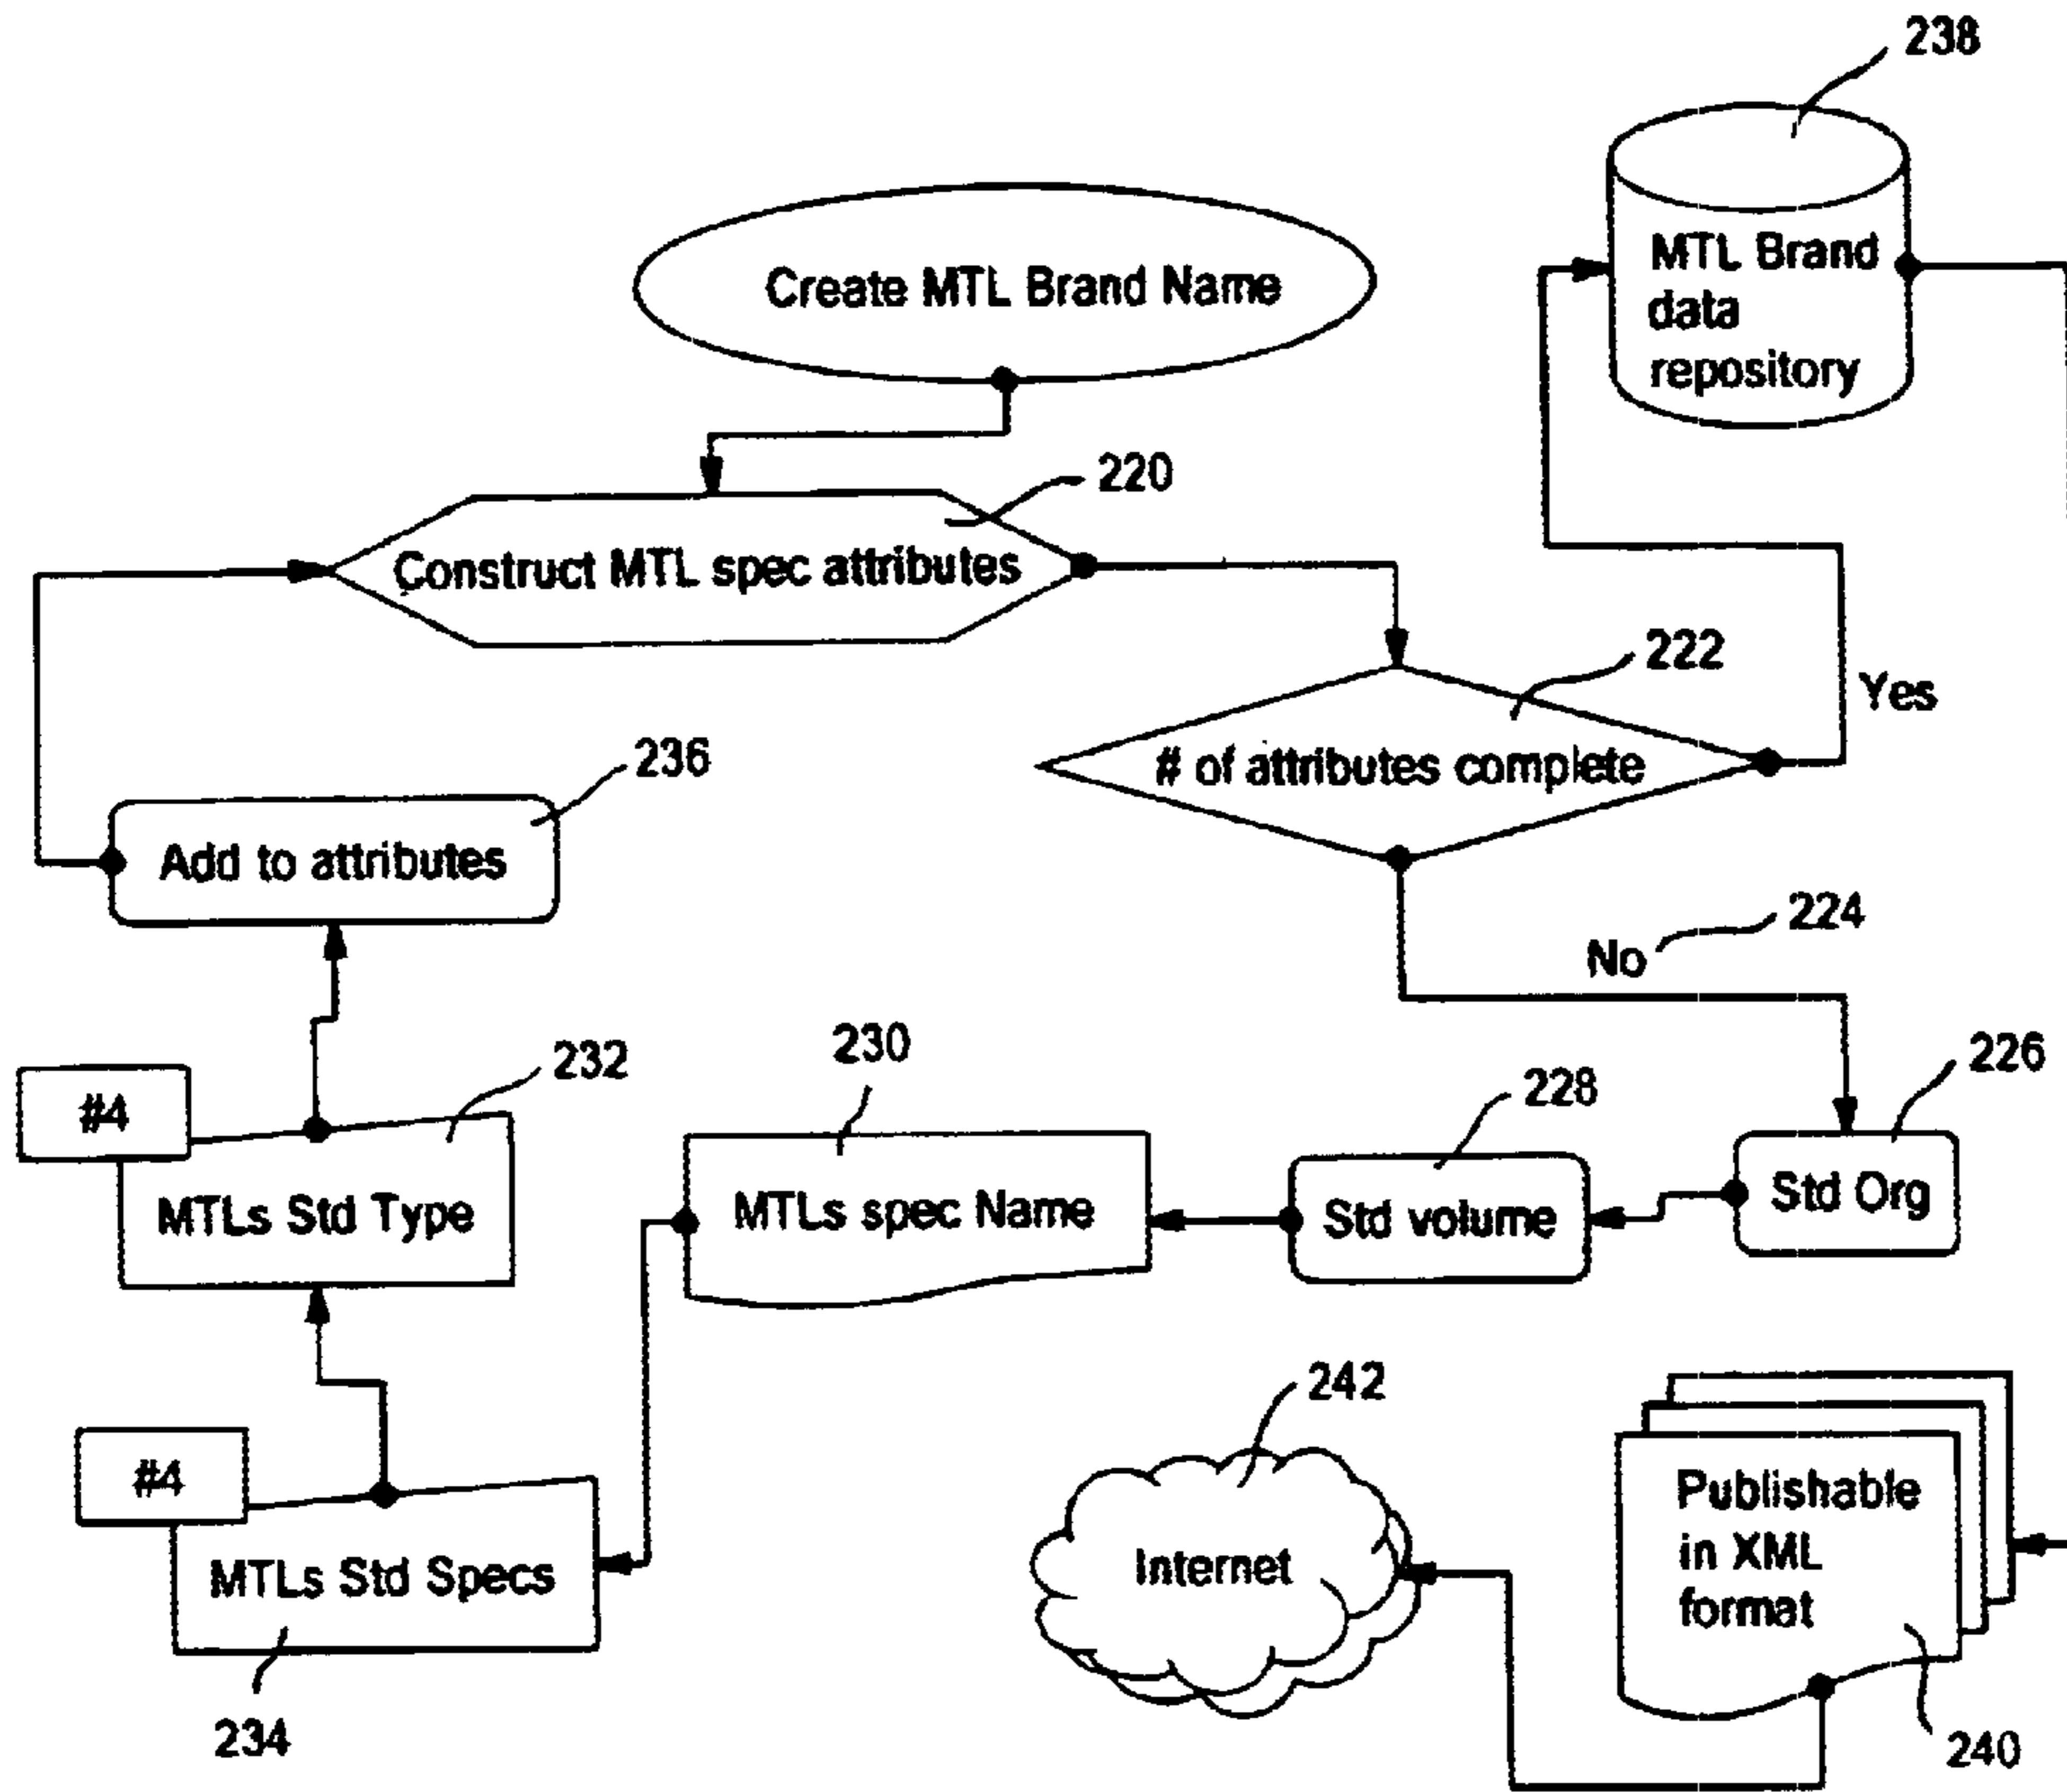 238
MTL Brand
data
repository
Create MTL Brand Name
220
Construct MTL spec attributes
222
Yes
# of attributes complete
236
Add to attributes
224
No
226
Std Org
228
Std volume
230
MTLs spec Name
232
#4
MTLs Std Type
#4
MTLs Std Specs
234
242
Internet
Publishable
in XML
format
240